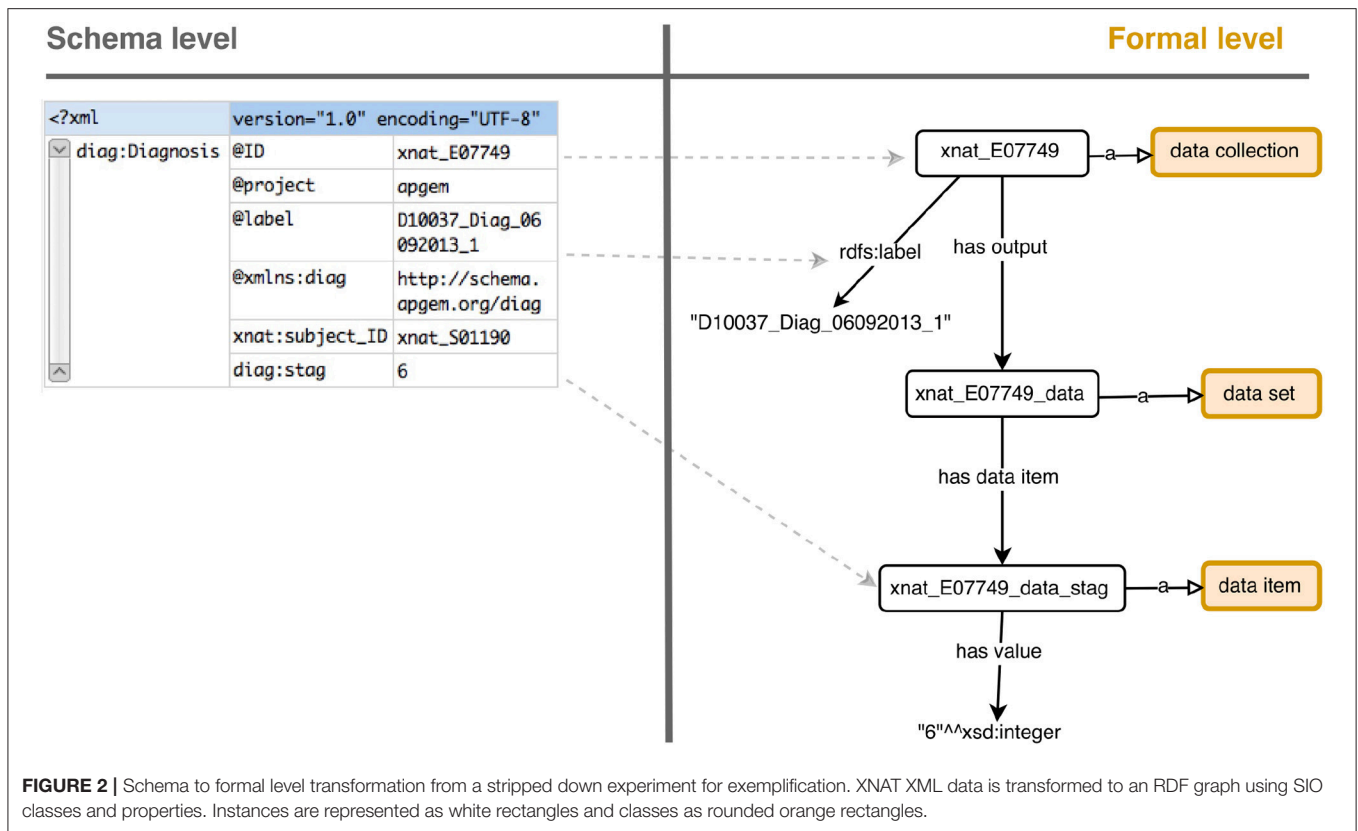 Schema level
Formal level
<?xml version="1.0" encoding="UTF-8"
diag:Diagnosis @ID xnat_E07749
@project apgem
@label D10037_Diag_06
092013_1
@xmlns:diag http://schema.
apgem.org/diag
xnat:subject_ID xnat_S01190
diag:stag 6
xnat_E07749 a data collection
rdfs:label has output
"D10037_Diag_06092013_1"
xnat_E07749_data a data set
has data item
xnat_E07749_data_stag a data item
has value
"6"^^xsd:integer
FIGURE 2 | Schema to formal level transformation from a stripped down experiment for exemplification. XNAT XML data is transformed to an RDF graph using SIO
classes and properties. Instances are represented as white rectangles and classes as rounded orange rectangles.